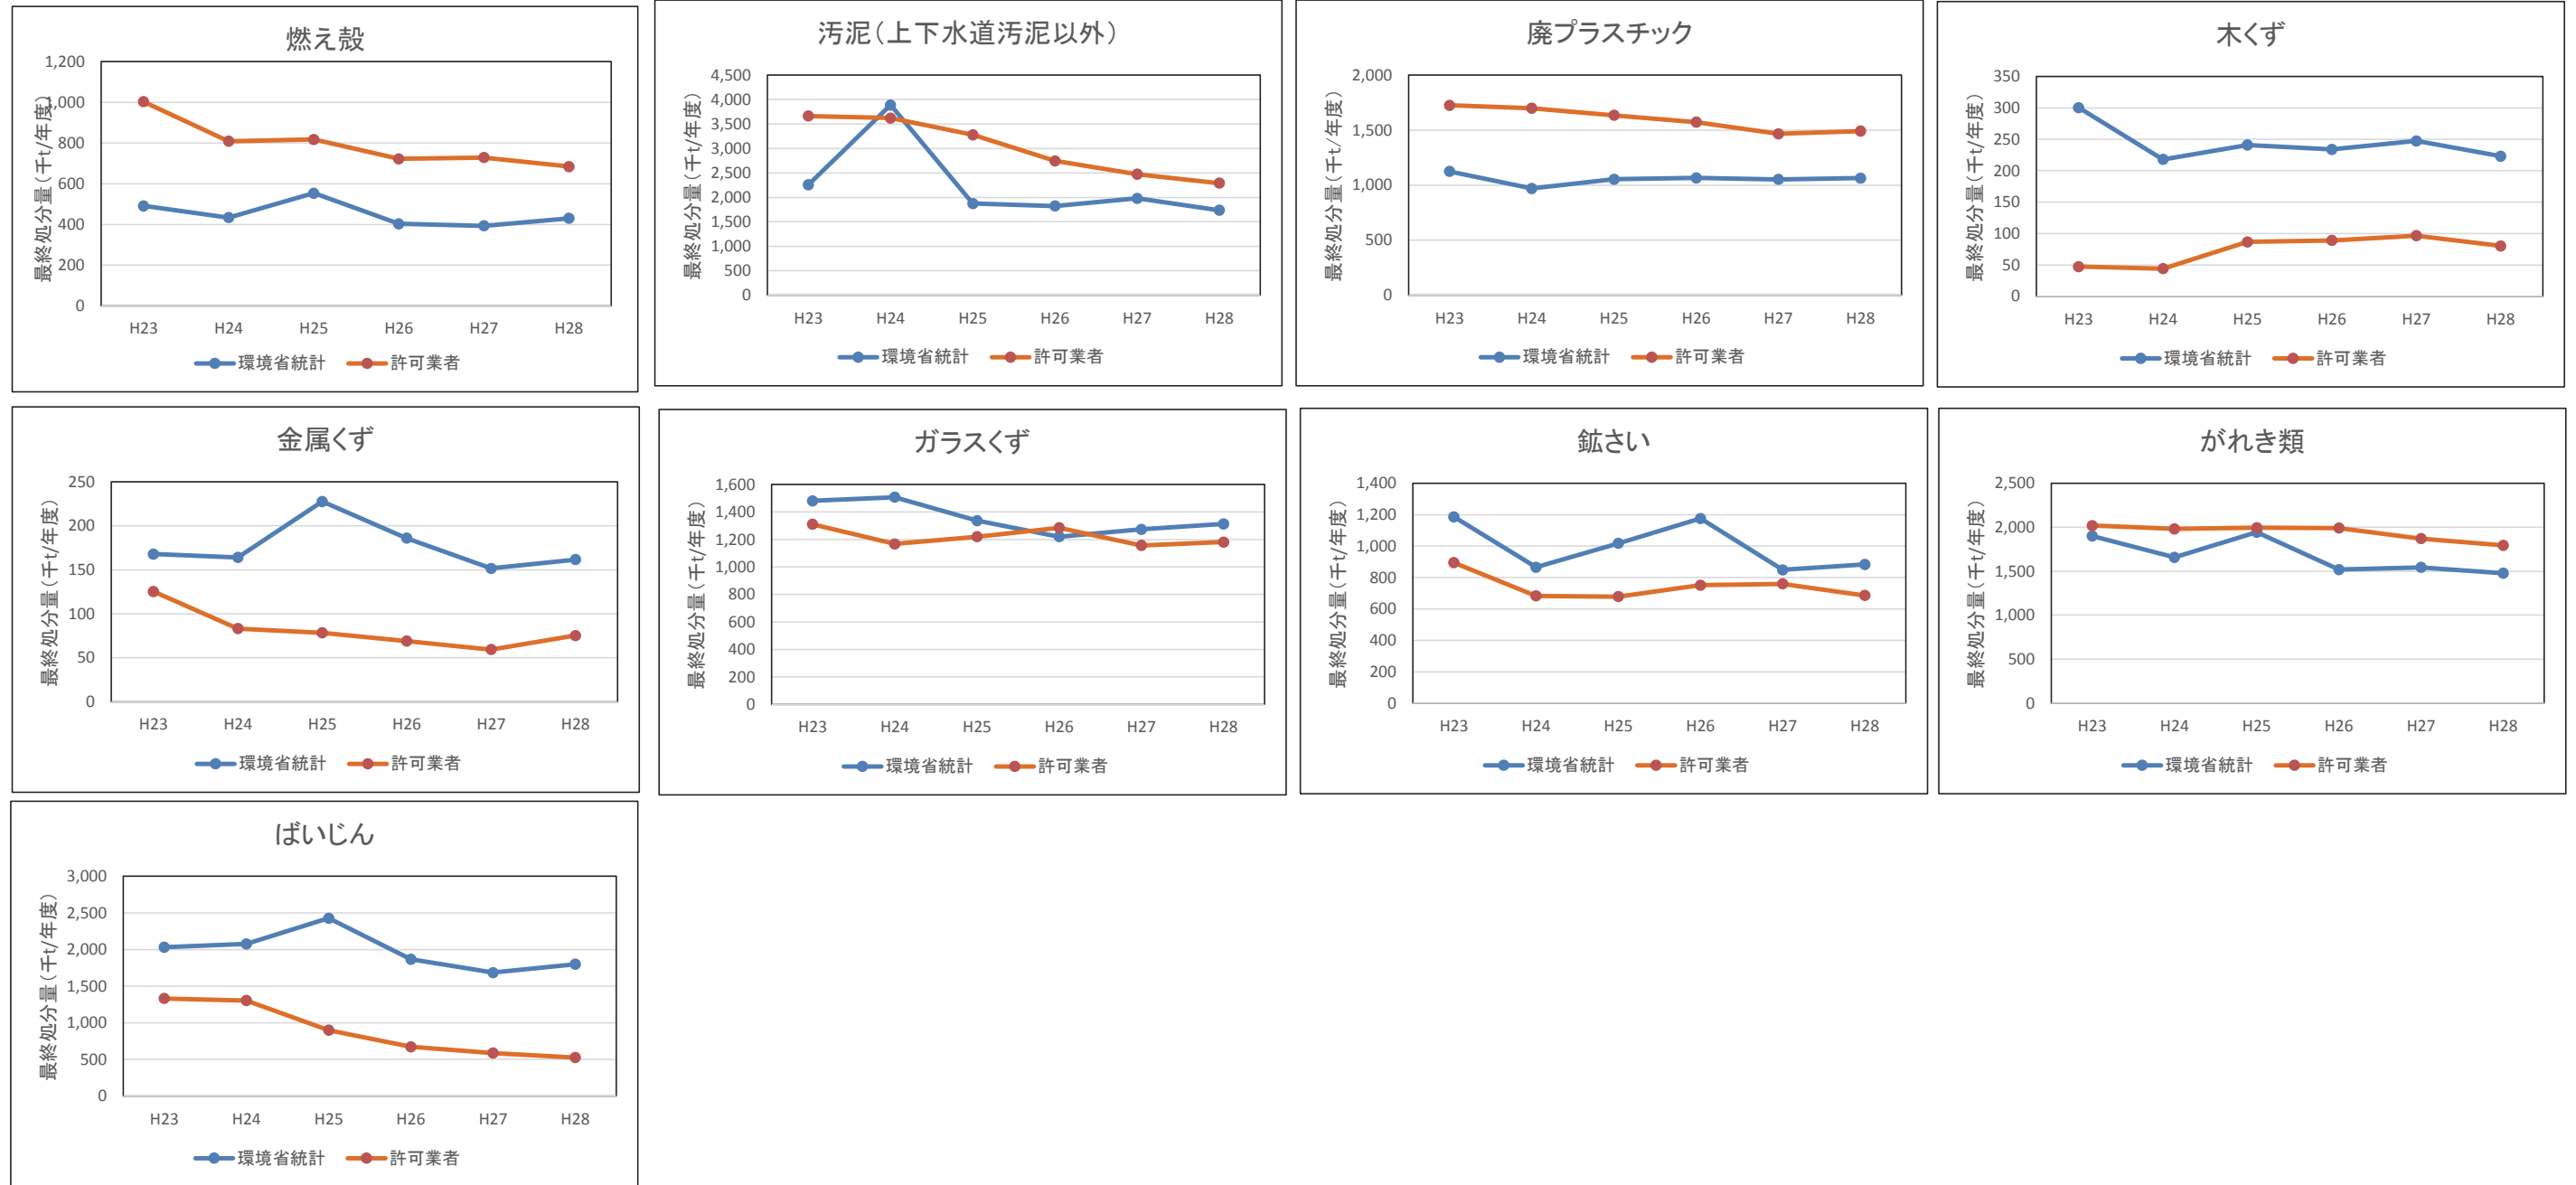 燃え殻
最終処分量(千t/年度)
1,200
1,000
800
600
400
200
0
H23 H24 H25 H26 H27 H28
環境省統計 許可業者
汚泥(上下水道汚泥以外)
最終処分量(千t/年度)
4,500
4,000
3,500
3,000
2,500
2,000
1,500
1,000
500
0
H23 H24 H25 H26 H27 H28
環境省統計 許可業者
廃プラスチック
最終処分量(千t/年度)
2,000
1,500
1,000
500
0
H23 H24 H25 H26 H27 H28
環境省統計 許可業者
木くず
最終処分量(千t/年度)
350
300
250
200
150
100
50
0
H23 H24 H25 H26 H27 H28
環境省統計 許可業者
金属くず
最終処分量(千t/年度)
250
200
150
100
50
0
H23 H24 H25 H26 H27 H28
環境省統計 許可業者
ガラスくず
最終処分量(千t/年度)
1,600
1,400
1,200
1,000
800
600
400
200
0
H23 H24 H25 H26 H27 H28
環境省統計 許可業者
鉱さい
最終処分量(千t/年度)
1,400
1,200
1,000
800
600
400
200
0
H23 H24 H25 H26 H27 H28
環境省統計 許可業者
がれき類
最終処分量(千t/年度)
2,500
2,000
1,500
1,000
500
0
H23 H24 H25 H26 H27 H28
環境省統計 許可業者
ばいじん
最終処分量(千t/年度)
3,000
2,500
2,000
1,500
1,000
500
0
H23 H24 H25 H26 H27 H28
環境省統計 許可業者